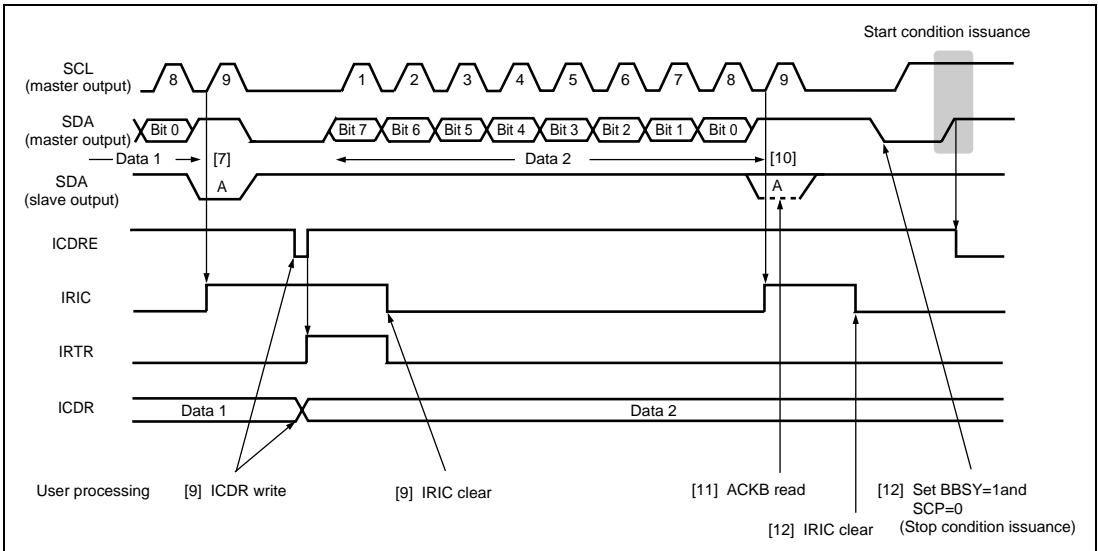 Start condition issuance
SCL
(master output)
8 9 1 2 3 4 5 6 7 8 9
SDA
(master output)
Bit 0 Bit 7 Bit 6 Bit 5 Bit 4 Bit 3 Bit 2 Bit 1 Bit 0
Data 1 [7] Data 2 [10]
SDA
(slave output)
A A
ICDRE
IRIC
IRTR
ICDR
Data 1 Data 2
User processing [9] ICDR write [9] IRIC clear [11] ACKB read [12] Set BBSY=1and
SCP=0
(Stop condition issuance)
[12] IRIC clear